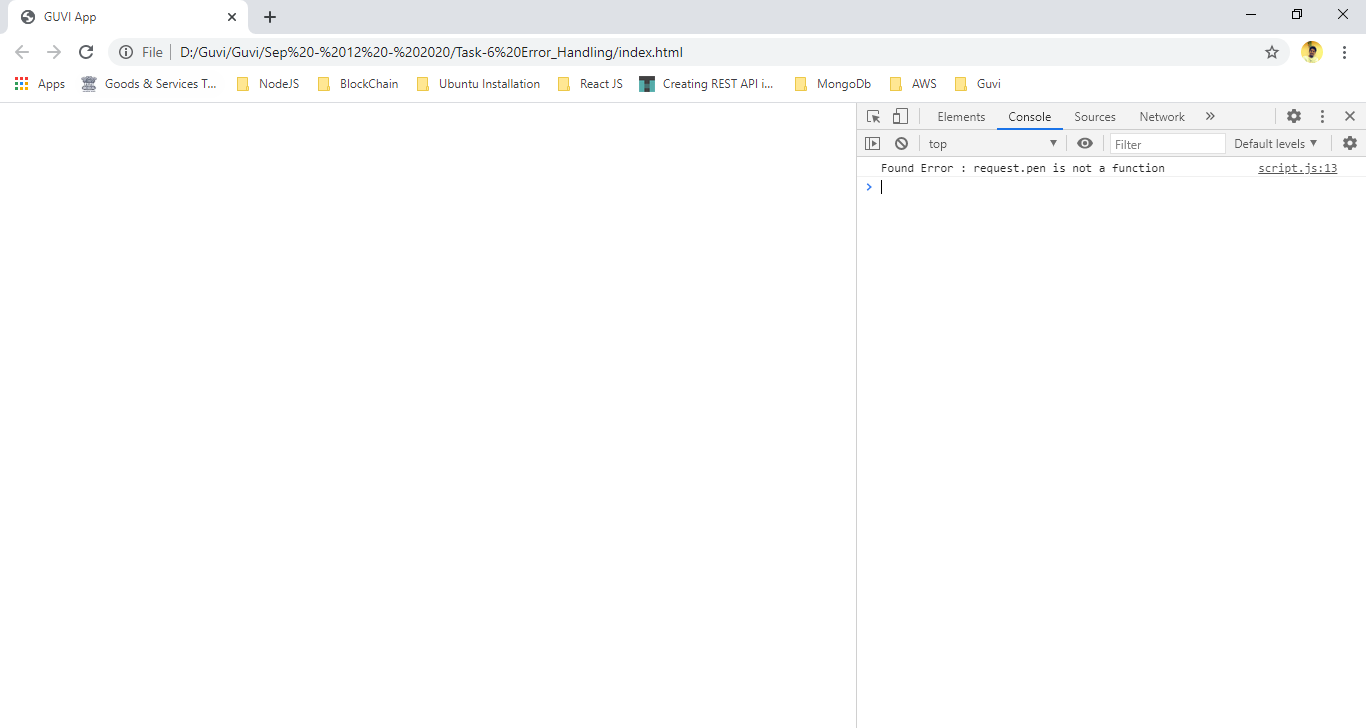 GUVI App
File D:/Guvi/Guvi/Sep%20-%2012%20-%202020/Task-6%20Error_Handling/index.html
Apps Goods & Services T... NodeJS BlockChain Ubuntu Installation React JS Creating REST API i... MongoDb AWS Guvi
Elements Console Sources Network »
top Filter Default levels
Found Error : request.pen is not a function script.js:13